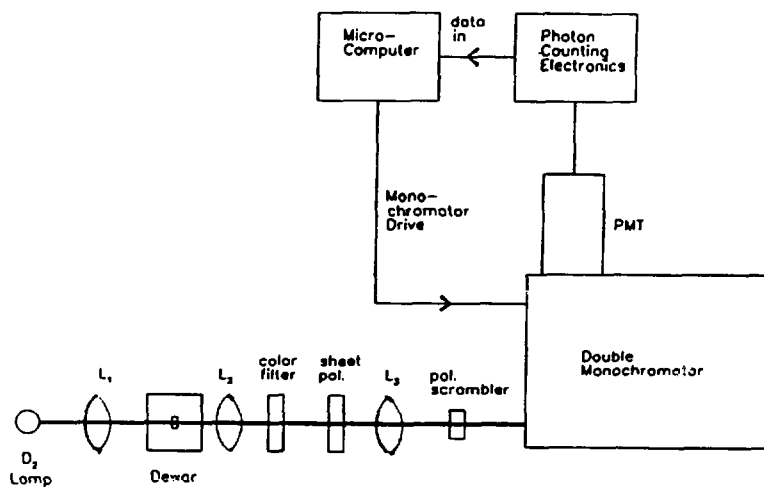 Micro-
Computer
data
in
Photon
Counting
Electronics
Mono-
chromator
Drive
PMT
Double
Monochromator
L1
L2
color
filter
sheet
pol.
L3
pol.
scrambler
D2
Lamp
Dewar